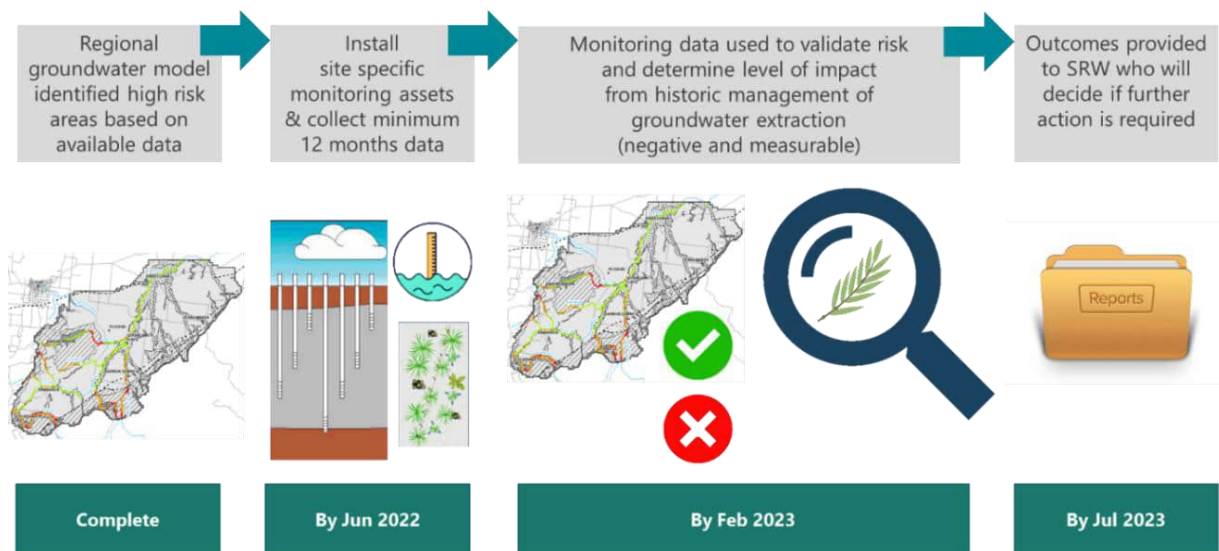 Regional
groundwater model
identified high risk
areas based on
available data
Install
site specific
monitoring assets
& collect minimum
12 months data
Monitoring data used to validate risk
and determine level of impact
from historic management of
groundwater extraction
(negative and measurable)
Outcomes provided
to SRW who will
decide if further
action is required
Reports
Complete
By Jun 2022
By Feb 2023
By Jul 2023